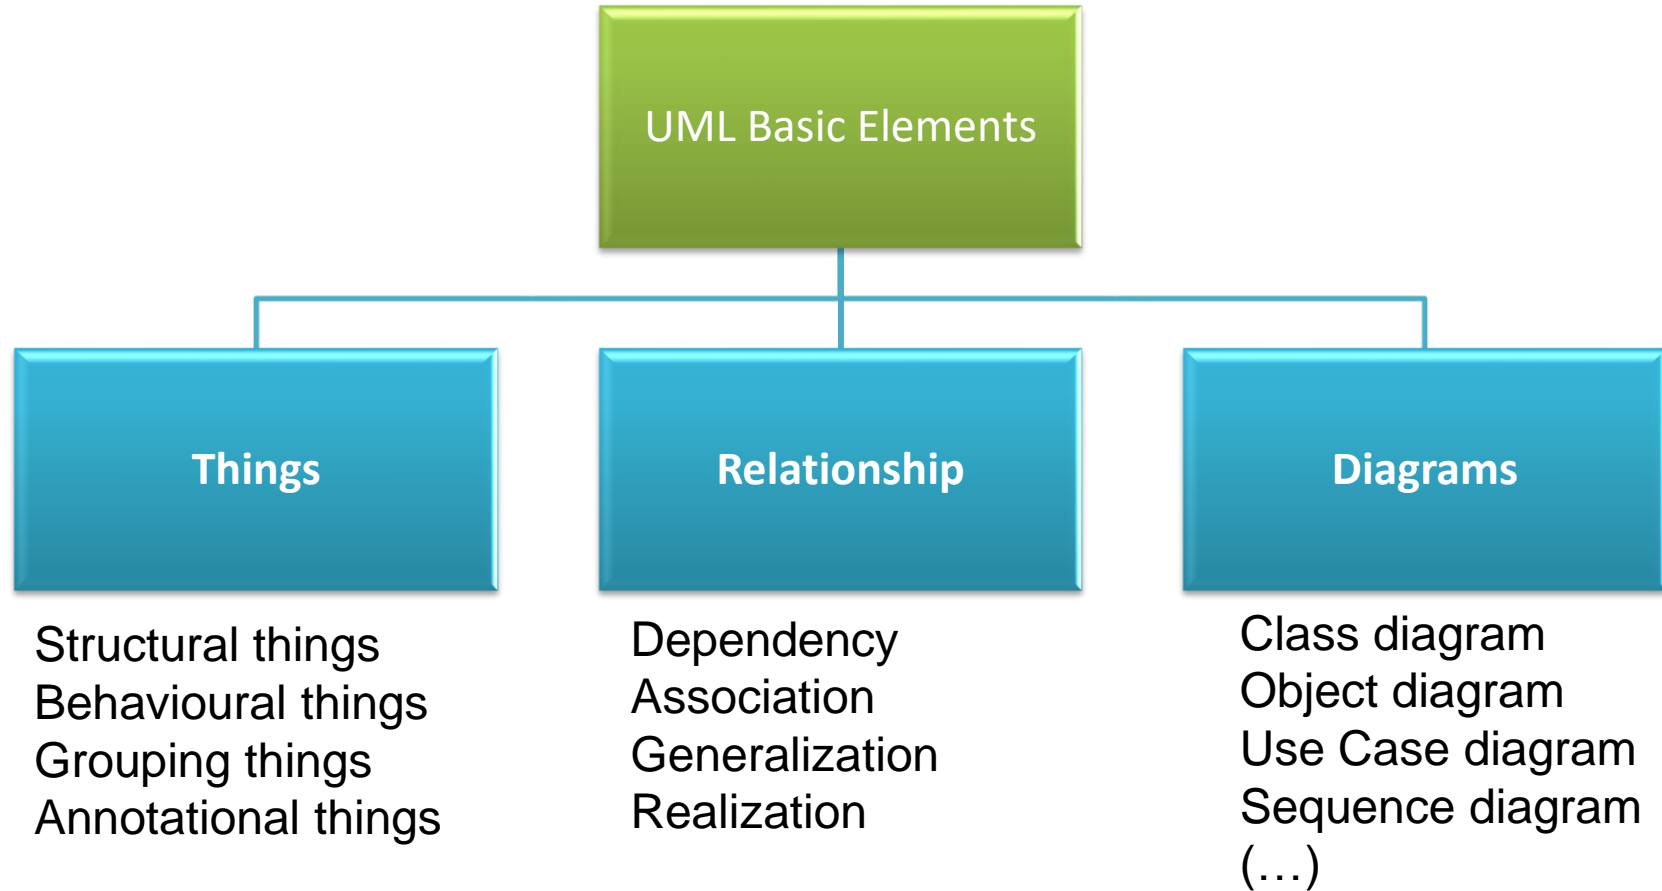 UML Basic Elements
Things
Relationship
Diagrams
Structural things
Behavioural things
Grouping things
Annotational things
Dependency
Association
Generalization
Realization
Class diagram
Object diagram
Use Case diagram
Sequence diagram
(…)